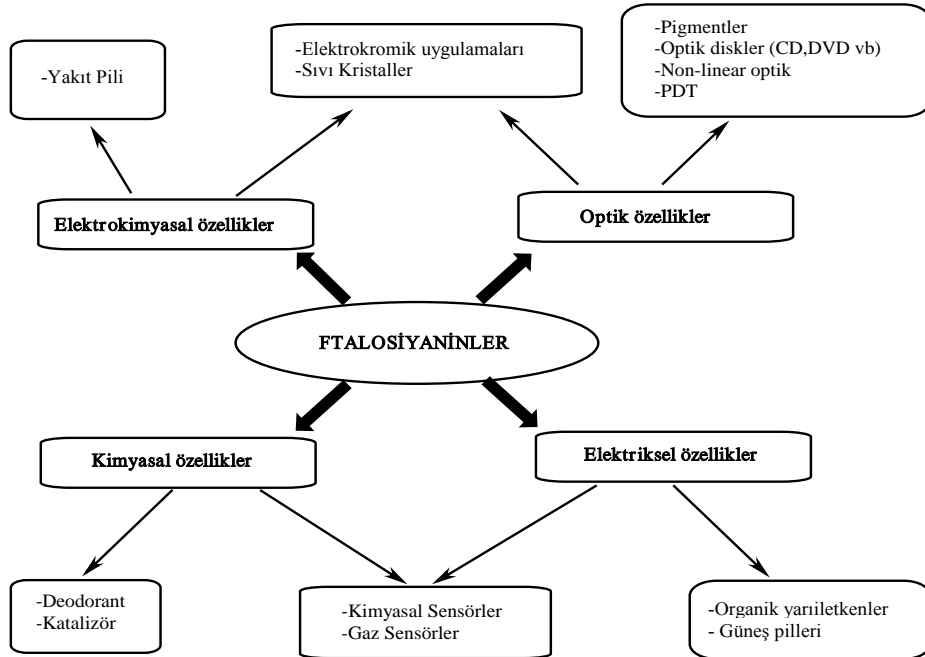 -Yakıt Pili
-Elektrokromik uygulamaları
-Sıvı Kristaller
-Pigmentler
-Optik diskler (CD,DVD vb)
-Non-linear optik
-PDT
Elektrokimyasal özellikler
Optik özellikler
FTALOSİYANİNLER
Kimyasal özellikler
Elektriksel özellikler
-Deodorant
-Katalizör
-Kimyasal Sensörler
-Gaz Sensörler
-Organik yarıiletkenler
- Güneş pilleri